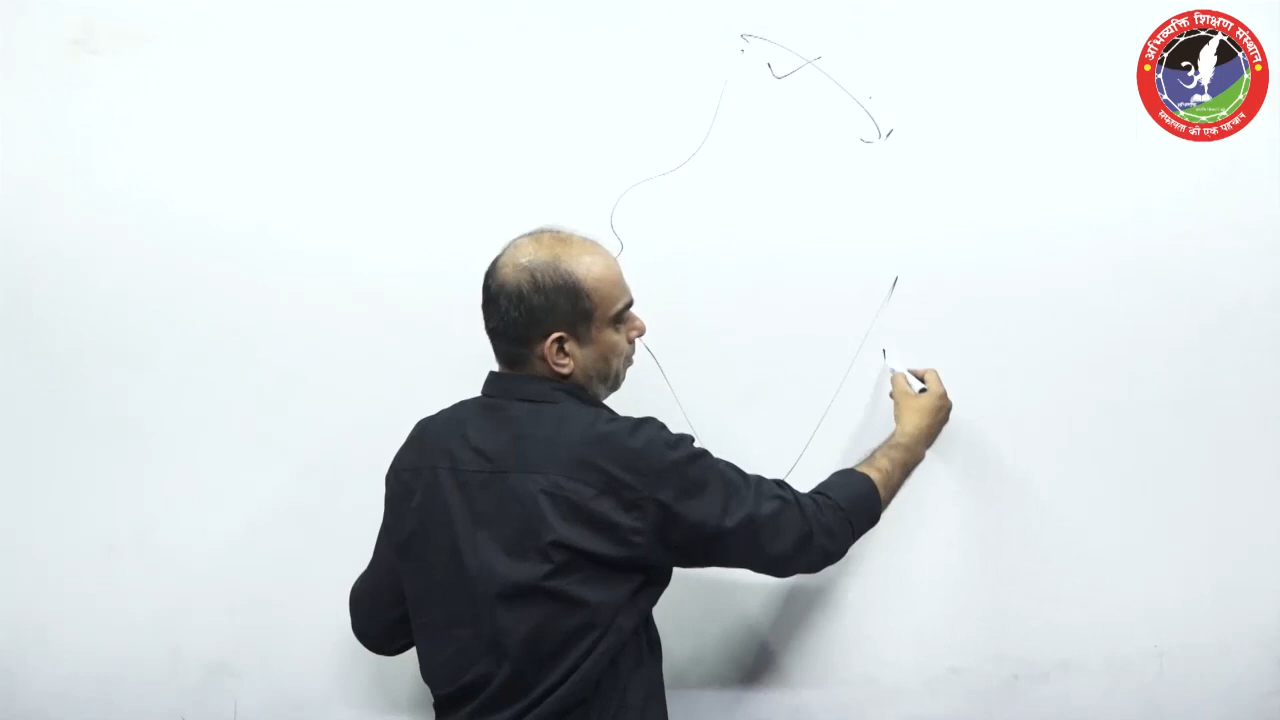 अभिव्यक्ति शिक्षण संस्थान
सफलता की एक पहचान